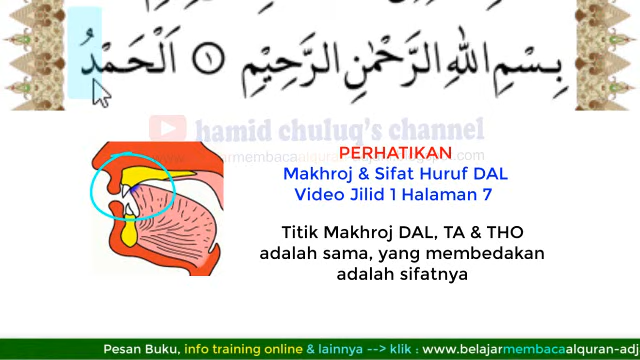 بِسْمِ اللهِ الرَّحْمٰنِ الرَّحِيْمِ ۝١ اَلْحَمْدُ
hamid chuluq's channel
PERHATIKAN
Makhroj & Sifat Huruf DAL
Video Jilid 1 Halaman 7
Titik Makhroj DAL, TA & THO
adalah sama, yang membedakan
adalah sifatnya
Pesan Buku, info training online & lainnya --> klik : www.belajarmembacaalquran-adj